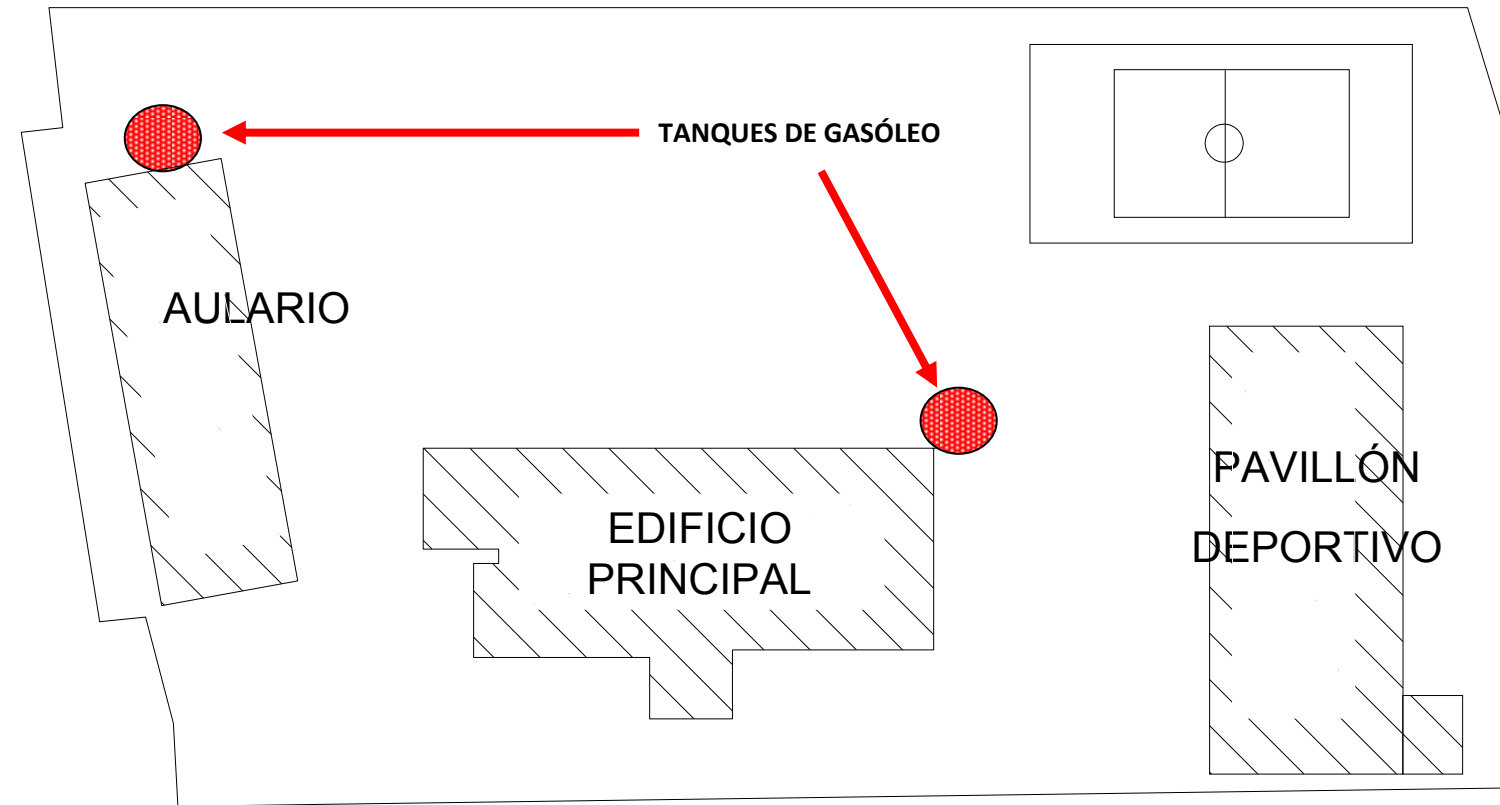 TANQUES DE GASÓLEO
AULARIO
EDIFICIO
PRINCIPAL
PAVILLÓN
DEPORTIVO